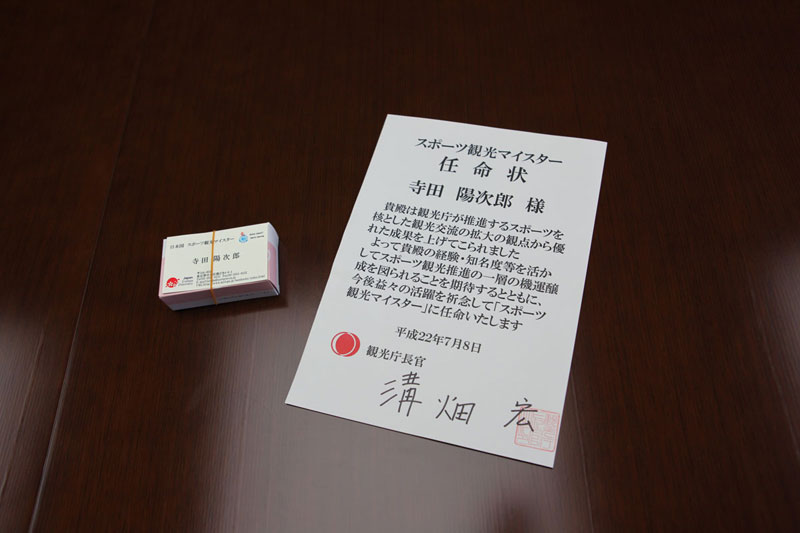 スポーツ観光マイスター
任命状
寺田 陽次郎 様
貴殿は観光庁が推進するスポーツを
核とした観光交流の拡大の観点から優
れた成果を上げてこられました
よって貴殿の経験・知名度等を活か
してスポーツ観光推進の一層の機運醸
成を図られることを期待するとともに、
今後益々の活躍を祈念して「スポーツ
観光マイスター」に任命いたします
平成22年7月8日
観光庁長官
溝畑 宏
日本国 スポーツ観光マイスター
寺田 陽次郎
Japan